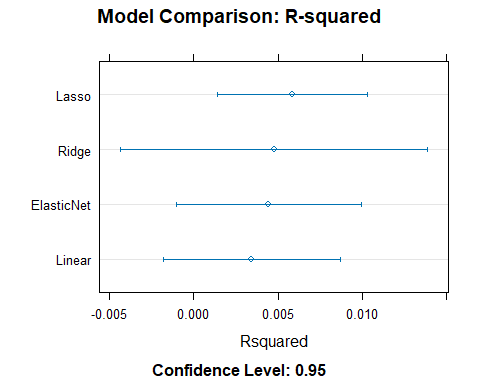 Model Comparison: R-squared
Lasso
Ridge
ElasticNet
Linear
-0.005 0.000 0.005 0.010
Rsquared
Confidence Level: 0.95